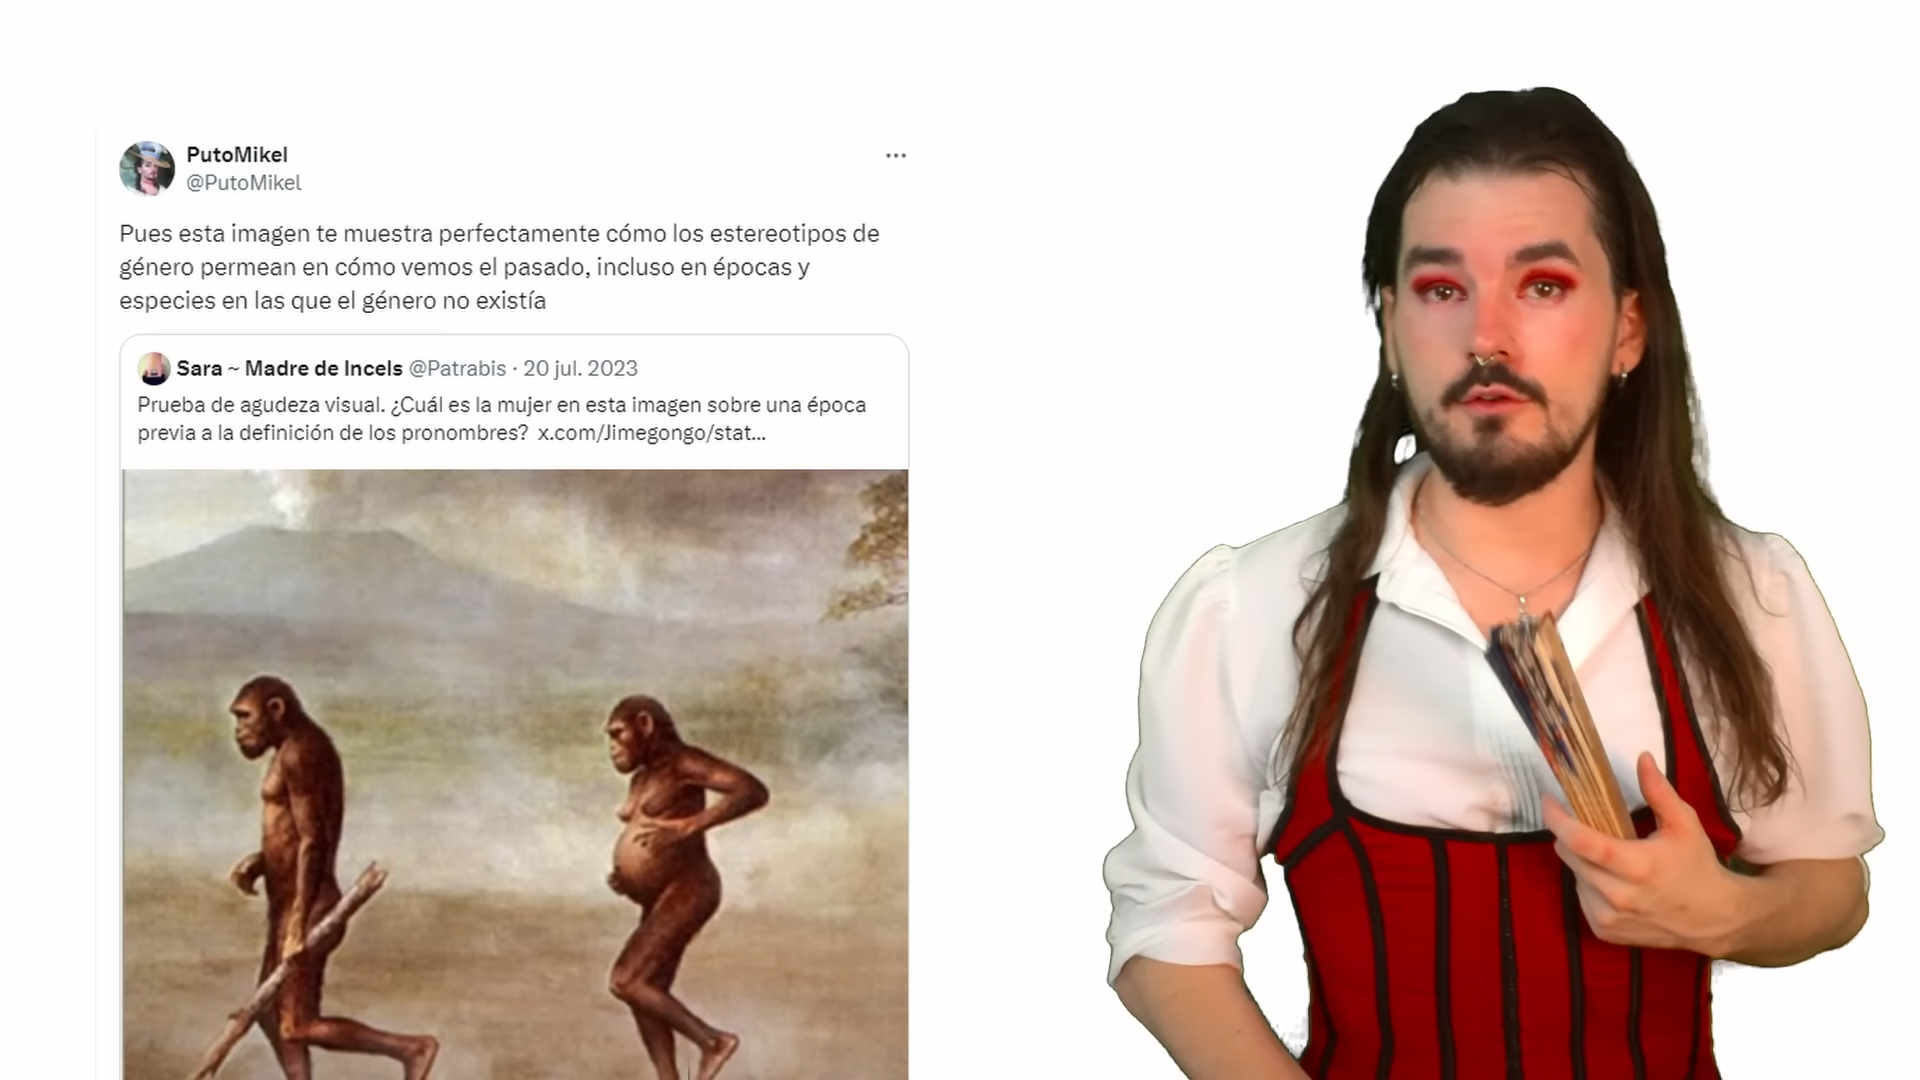 PutoMikel
@PutoMikel
Pues esta imagen te muestra perfectamente cómo los estereotipos de
género permean en cómo vemos el pasado, incluso en épocas y
especies en las que el género no existía
Sara ~ Madre de Incels @Patrabis · 20 jul. 2023
Prueba de agudeza visual. ¿Cuál es la mujer en esta imagen sobre una época
previa a la definición de los pronombres? x.com/Jimegongo/stat...